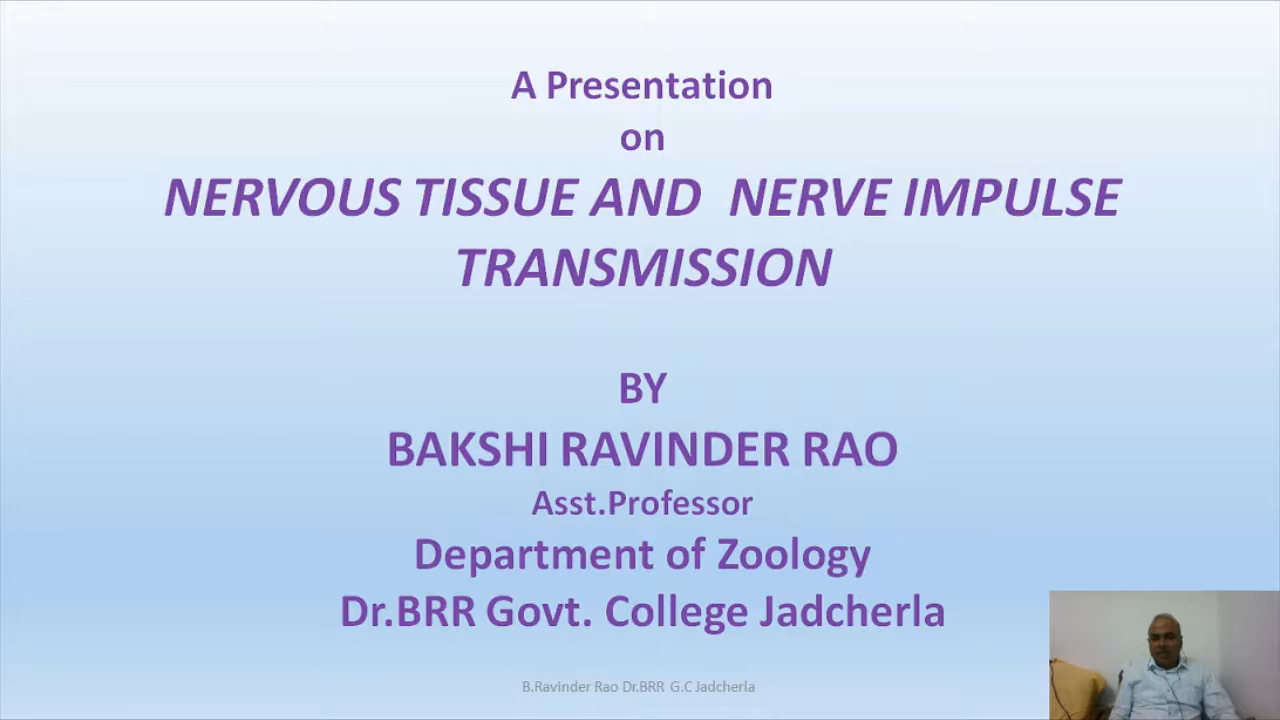 A Presentation
on
NERVOUS TISSUE AND NERVE IMPULSE
TRANSMISSION
BY
BAKSHI RAVINDER RAO
Asst.Professor
Department of Zoology
Dr.BRR Govt. College Jadcherla
B.Ravinder Rao Dr.BRR G.C Jadcherla